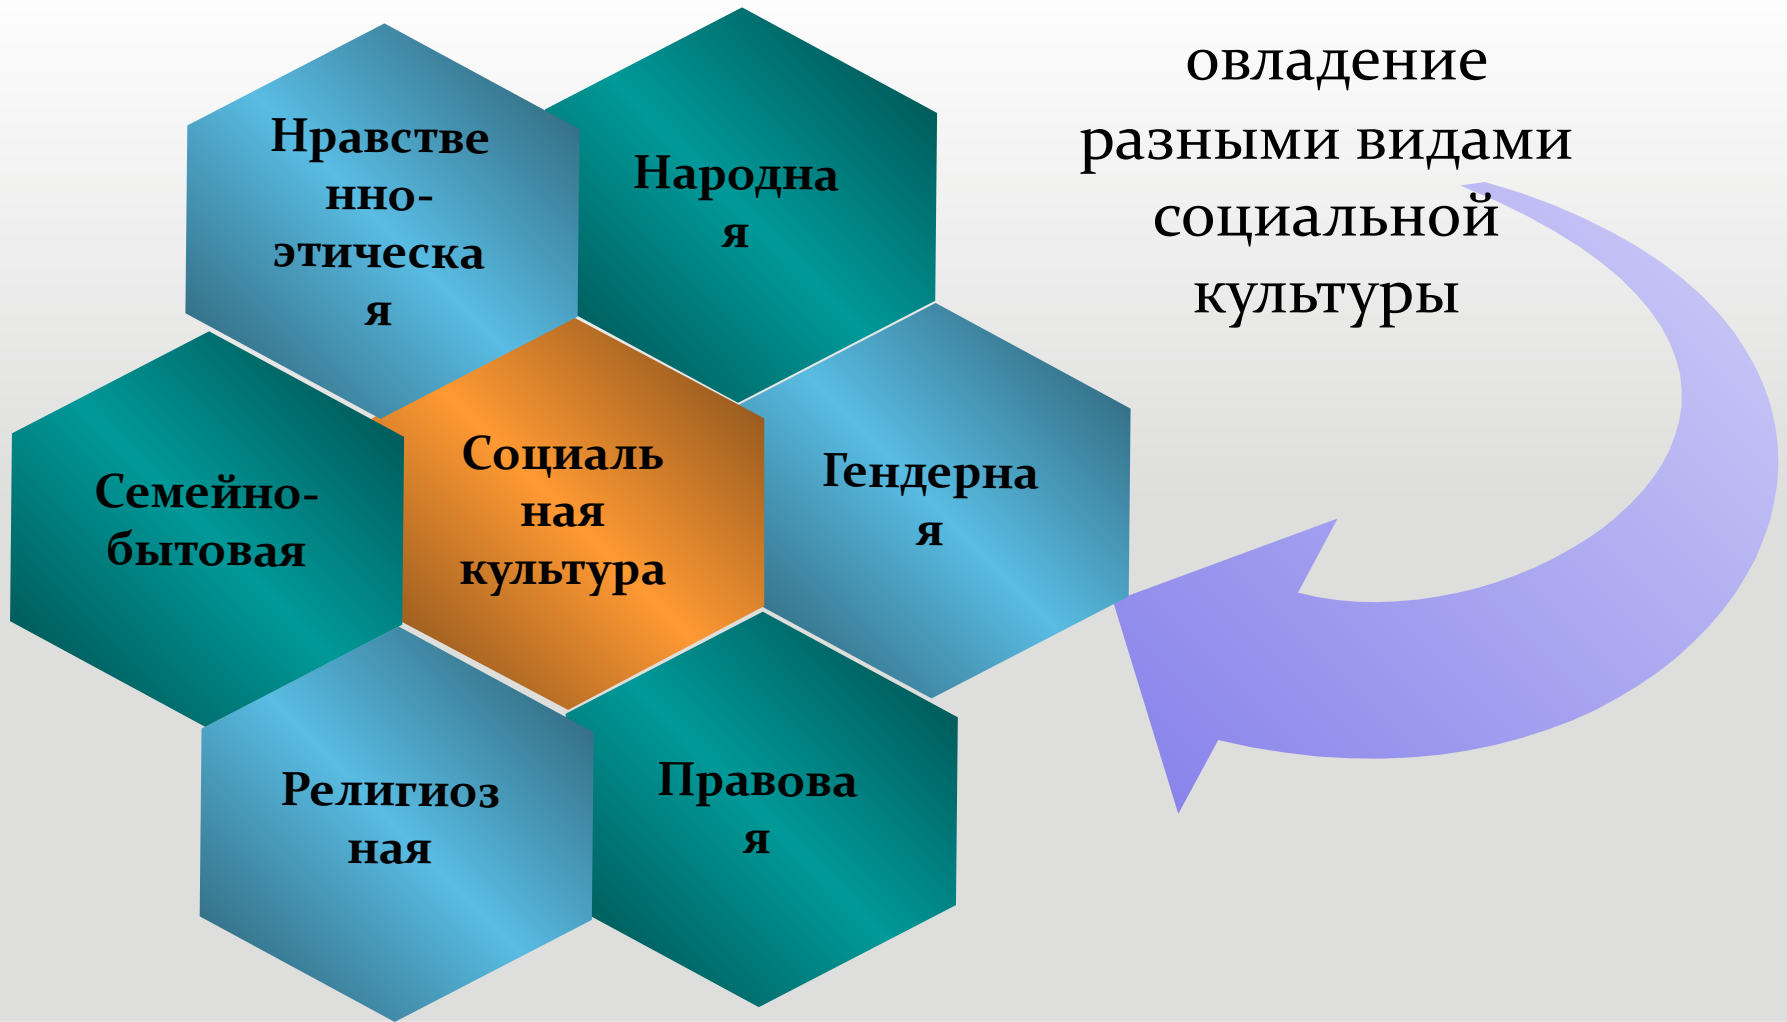 Нравстве
нно-
этическа
я
Народна
я
овладение
разными видами
социальной
культуры
Семейно-
бытовая
Социаль
ная
культура
Гендерна
я
Религиоз
ная
Правова
я